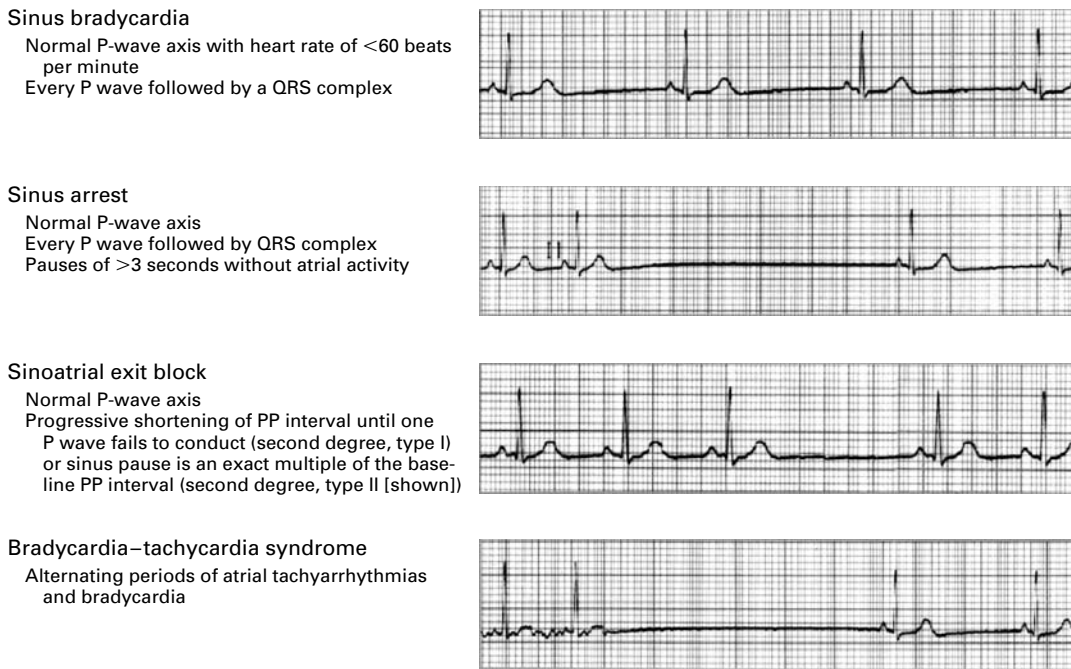 Sinus bradycardia
Normal P-wave axis with heart rate of <60 beats
per minute
Every P wave followed by a QRS complex
Sinus arrest
Normal P-wave axis
Every P wave followed by QRS complex
Pauses of >3 seconds without atrial activity
Sinoatrial exit block
Normal P-wave axis
Progressive shortening of PP interval until one
P wave fails to conduct (second degree, type I)
or sinus pause is an exact multiple of the base-
line PP interval (second degree, type II [shown])
Bradycardia–tachycardia syndrome
Alternating periods of atrial tachyarrhythmias
and bradycardia